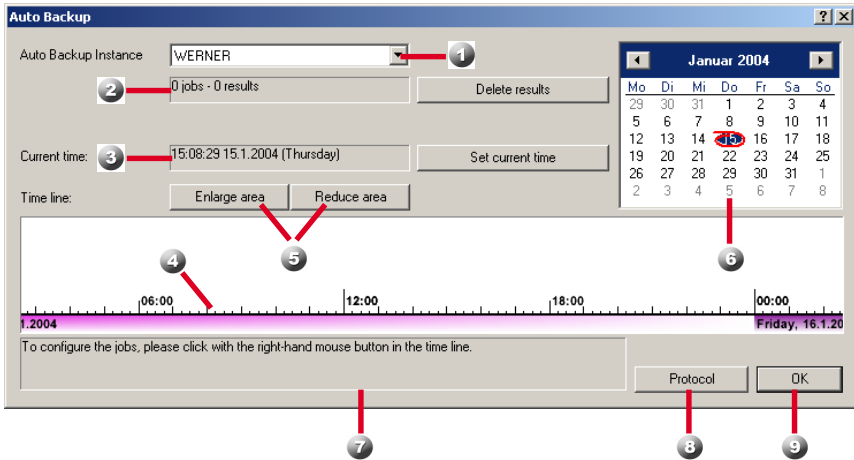 Auto Backup
Auto Backup Instance WERNER 1
2 0 jobs - 0 results Delete results
Current time: 3 15:08:29 15.1.2004 (Thursday) Set current time
Time line: Enlarge area Reduce area
Januar 2004
Mo Di Mi Do Fr Sa So
29 30 31 1 2 3 4
5 6 7 8 9 10 11
12 13 14 15 16 17 18
19 20 21 22 23 24 25
26 27 28 29 30 31 1
2 3 4 5 6 7 8
4 5 6
06:00 12:00 18:00 00:00
1.2004 Friday, 16.1.20
To configure the jobs, please click with the right-hand mouse button in the time line.
Protocol OK
7 8 9